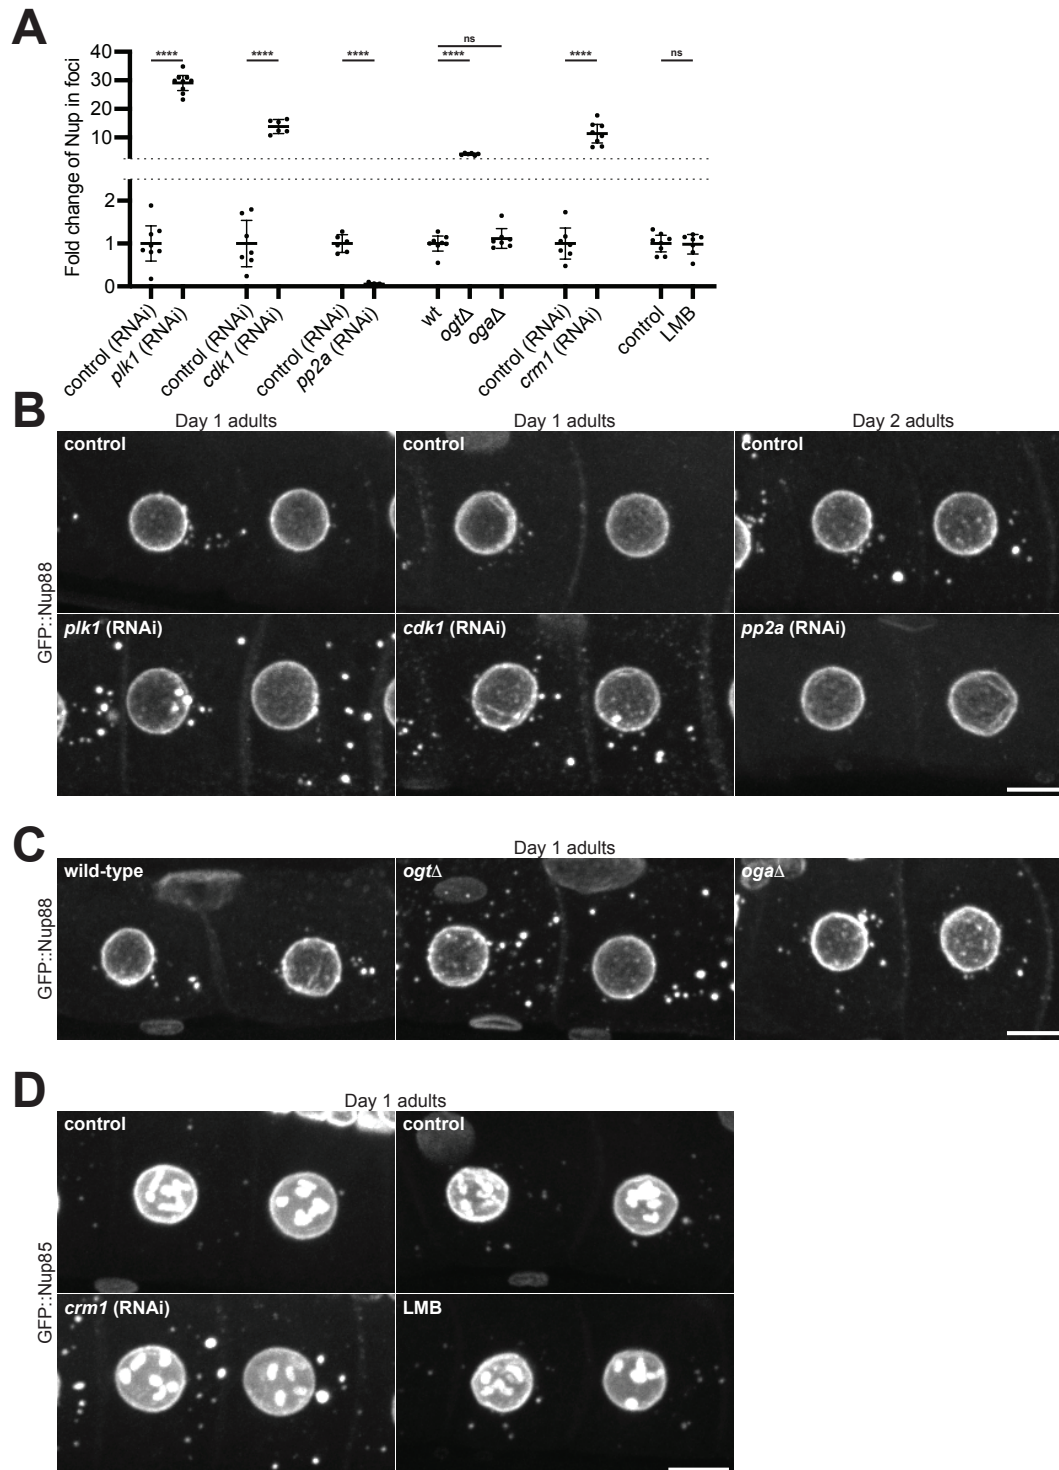 A
Fold change of Nup in foci
40
30
20
10
2
1
0
****
****
****
ns
****
****
ns
control (RNAi)
plk1 (RNAi)
control (RNAi)
cdk1 (RNAi)
control (RNAi)
pp2a (RNAi)
wt
ogtΔ
ogaΔ
control (RNAi)
crm1 (RNAi)
control
LMB
B
Day 1 adults
Day 1 adults
Day 2 adults
GFP::Nup88
control
control
control
plk1 (RNAi)
cdk1 (RNAi)
pp2a (RNAi)
C
Day 1 adults
GFP::Nup88
wild-type
ogtΔ
ogaΔ
D
Day 1 adults
GFP::Nup85
control
control
crm1 (RNAi)
LMB